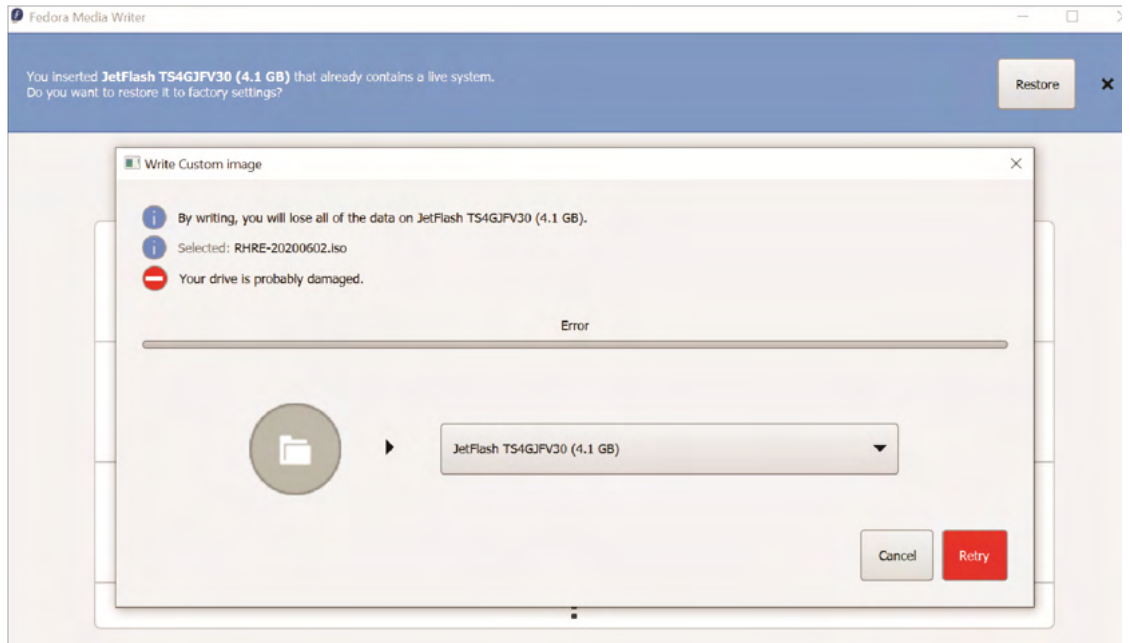 Fedora Media Writer
You inserted JetFlash TS4GJFV30 (4.1 GB) that already contains a live system.
Do you want to restore it to factory settings?
Restore
Write Custom image
By writing, you will lose all of the data on JetFlash TS4GJFV30 (4.1 GB).
Selected: RHRE-20200602.iso
Your drive is probably damaged.
Error
JetFlash TS4GJFV30 (4.1 GB)
Cancel
Retry